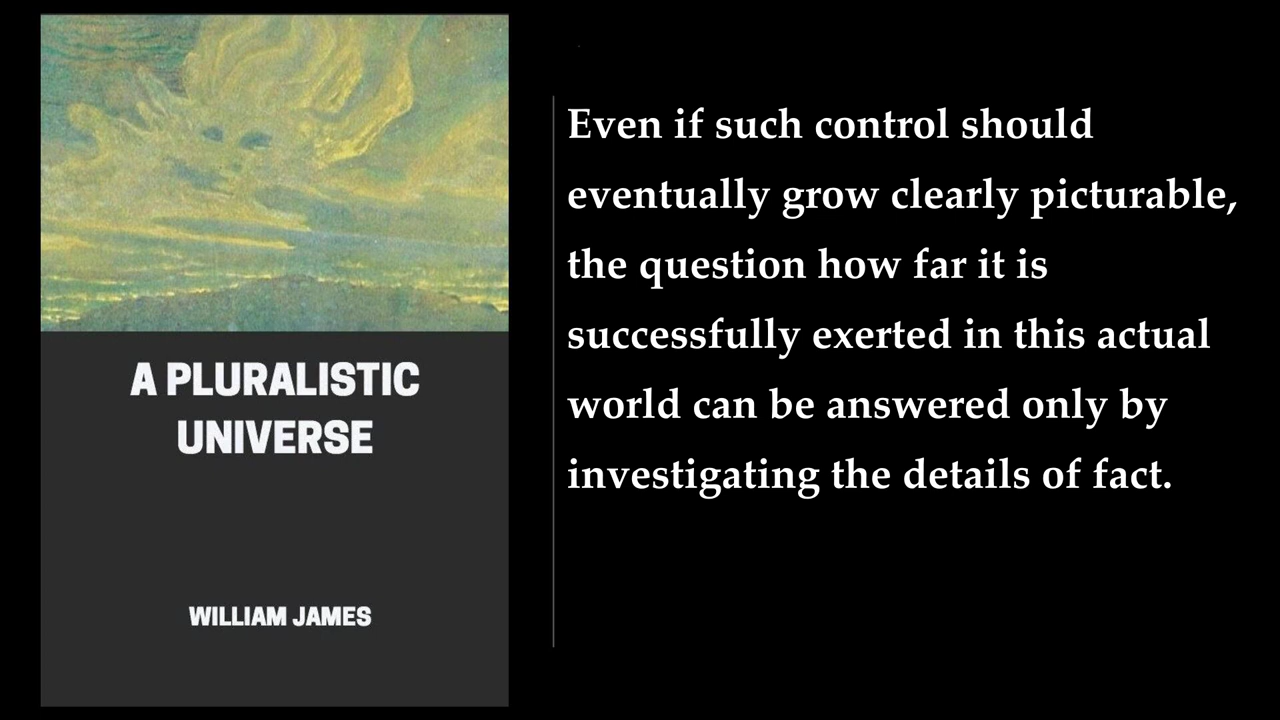 A PLURALISTIC
UNIVERSE
WILLIAM JAMES
Even if such control should
eventually grow clearly picturable,
the question how far it is
successfully exerted in this actual
world can be answered only by
investigating the details of fact.